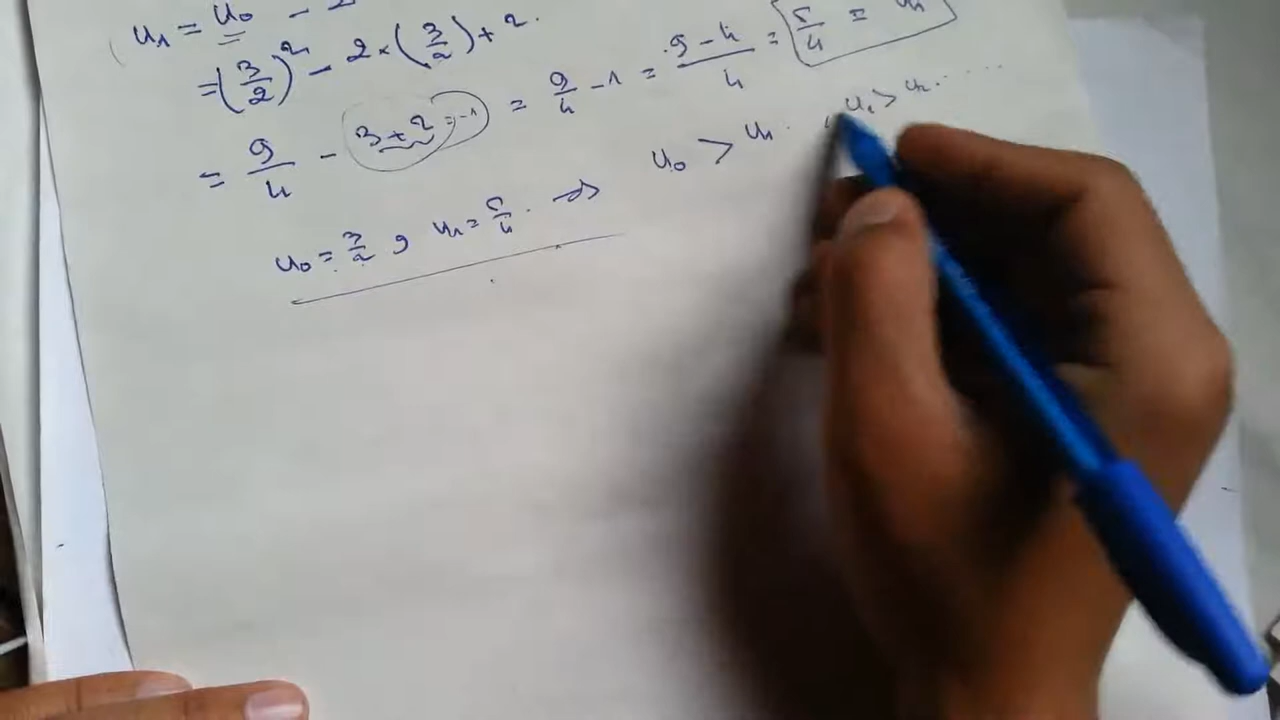 u₁ = u₀ -
= (3/2)² - 2×(3/2) + 2.
= 9/4 - 3+2 = -1 = 9/4 - 1 = 9-4/4 = 5/4 = u₁
u₀ = 3/2 , u₁ = 5/4 . ⇒ u₀ > u₁ . , u₁ > u₂ . . . . .